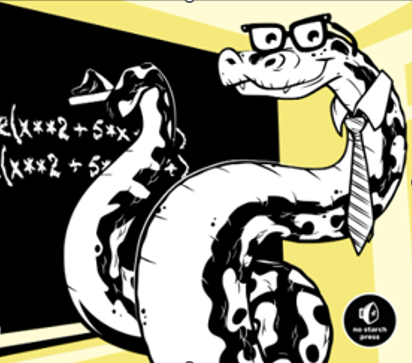 (x**2 + 5*x
(x**2 + 5*
no starch
press